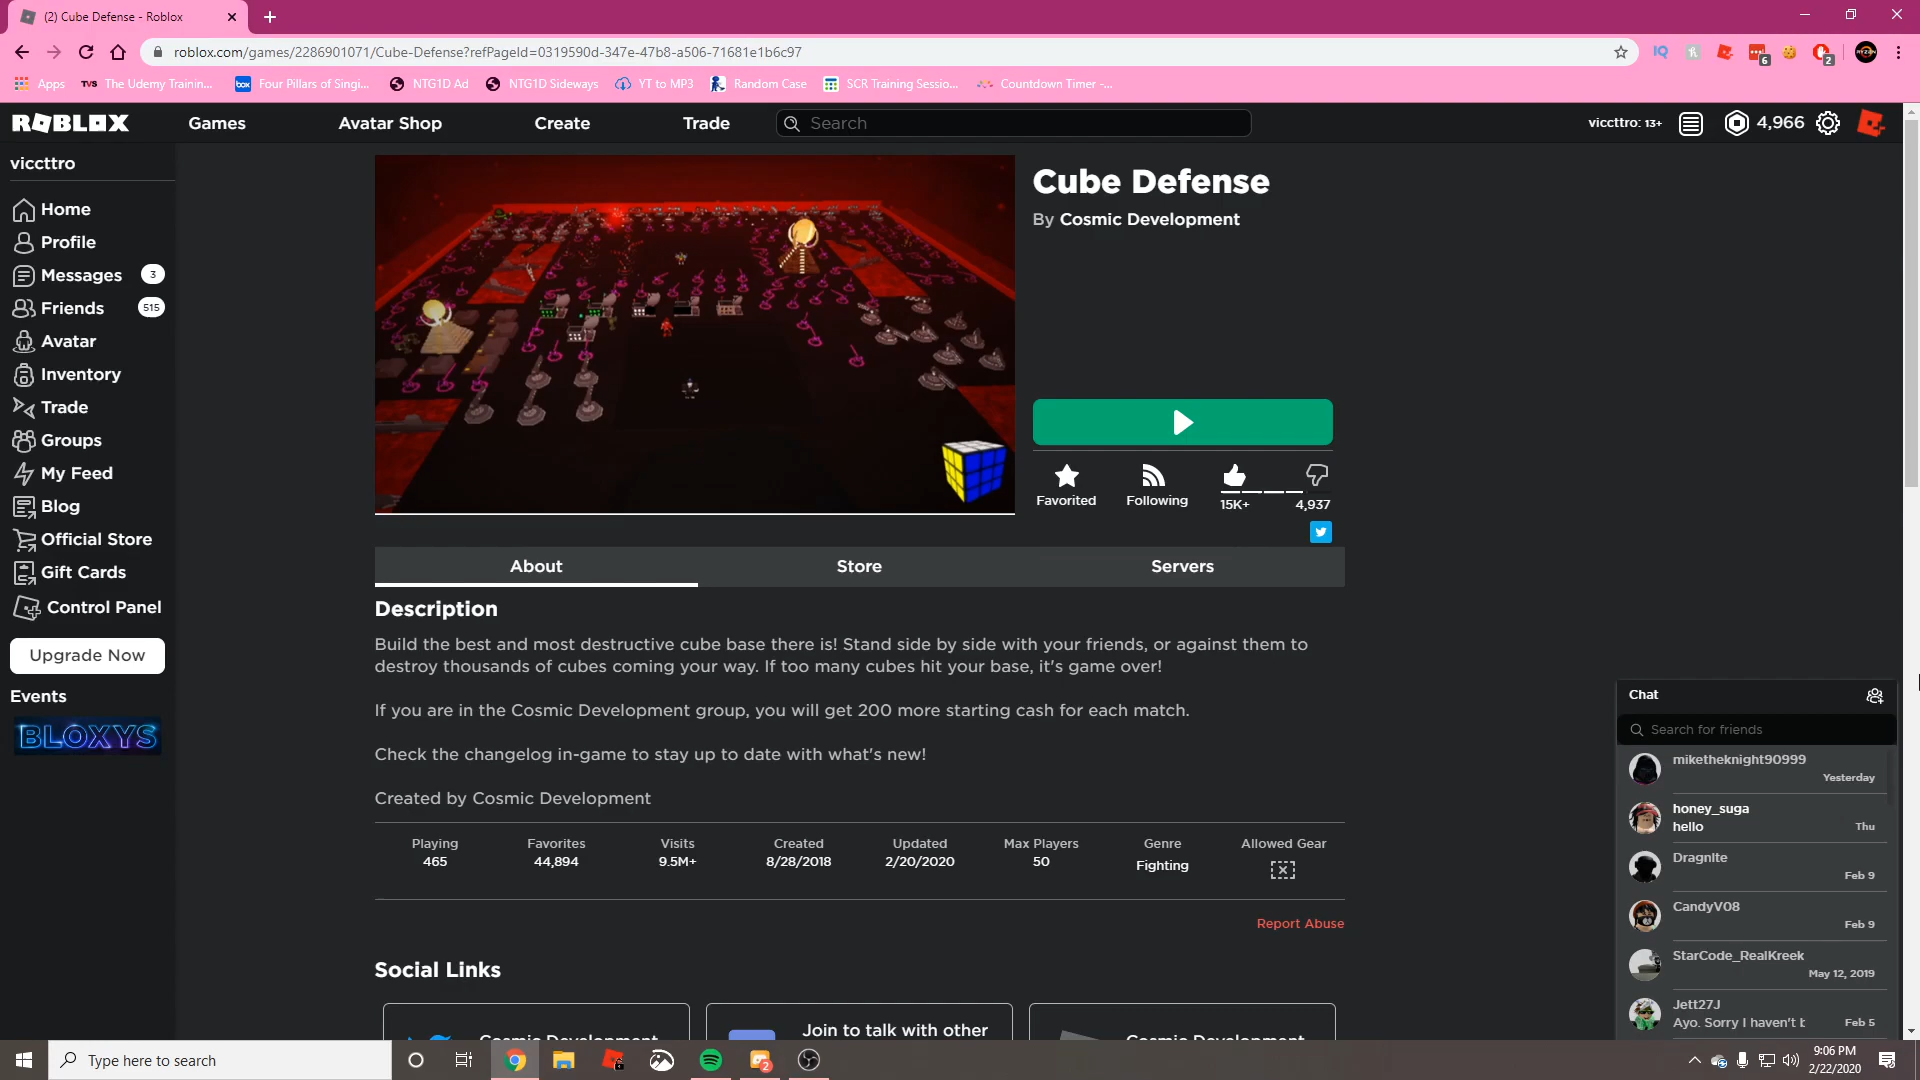 (2) Cube Defense - Roblox
roblox.com/games/2286901071/Cube-Defense?refPageId=0319590d-347e-47b8-a506-71681e1b6c97
6
2
Apps
TVS The Udemy Trainin...
box Four Pillars of Singi...
NTG1D Ad
NTG1D Sideways
YT to MP3
Random Case
SCR Training Sessio...
Countdown Timer -...
ROBLOX
Games
Avatar Shop
Create
Trade
Search
viccttro: 13+
4,966
viccttro
Home
Profile
Messages 3
Friends 515
Avatar
Inventory
Trade
Groups
My Feed
Blog
Official Store
Gift Cards
Control Panel
Upgrade Now
Events
BLOXYS
Cube Defense
By Cosmic Development
Favorited
Following
15K+
4,937
About
Store
Servers
Description
Build the best and most destructive cube base there is! Stand side by side with your friends, or against them to
destroy thousands of cubes coming your way. If too many cubes hit your base, it's game over!
If you are in the Cosmic Development group, you will get 200 more starting cash for each match.
Check the changelog in-game to stay up to date with what's new!
Created by Cosmic Development
Playing Favorites Visits Created Updated Max Players Genre Allowed Gear
465 44,894 9.5M+ 8/28/2018 2/20/2020 50 Fighting
Report Abuse
Social Links
Cosmic Development
Join to talk with other
Cosmic Development
Chat
Search for friends
miketheknight90999
Yesterday
honey_suga
hello Thu
Dragnite
Feb 9
CandyV08
Feb 9
StarCode_RealKreek
May 12, 2019
Jett27J
Ayo. Sorry I haven't b Feb 5
Type here to search
2
9:06 PM
2/22/2020